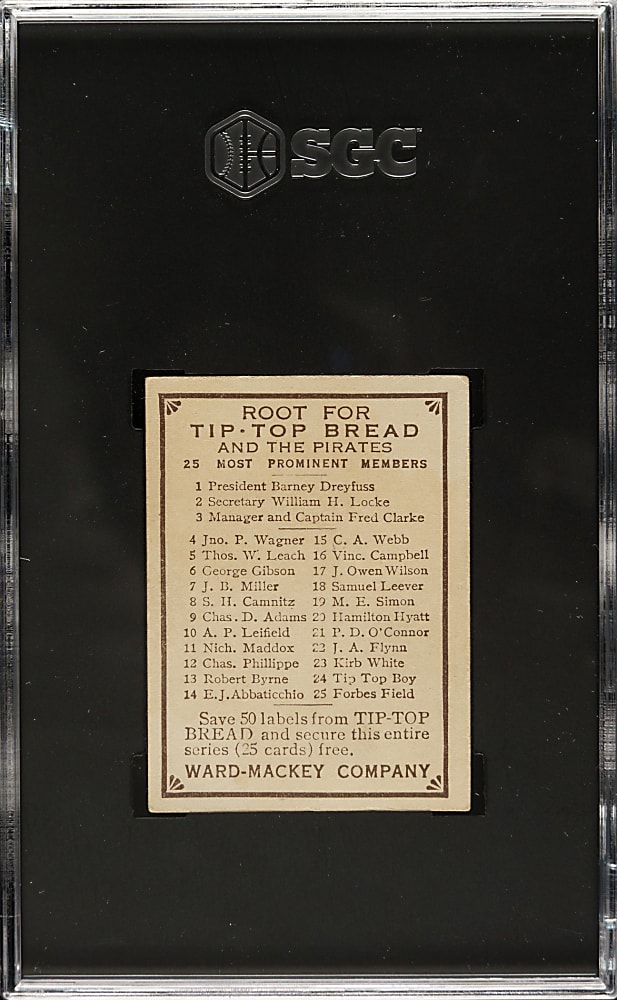 SGC
ROOT FOR
TIP·TOP BREAD
AND THE PIRATES
25 MOST PROMINENT MEMBERS
1 President Barney Dreyfuss
2 Secretary William H. Locke
3 Manager and Captain Fred Clarke
4 Jno. P. Wagner 15 C. A. Webb
5 Thos. W. Leach 16 Vinc. Campbell
6 George Gibson 17 J. Owen Wilson
7 J. B. Miller 18 Samuel Leever
8 S. H. Camnitz 19 M. E. Simon
9 Chas. D. Adams 20 Hamilton Hyatt
10 A. P. Leifield 21 P. D. O'Connor
11 Nich. Maddox 22 J. A. Flynn
12 Chas. Phillippe 23 Kirb White
13 Robert Byrne 24 Tip Top Boy
14 E. J. Abbaticchio 25 Forbes Field
Save 50 labels from TIP-TOP
BREAD and secure this entire
series (25 cards) free.
WARD-MACKEY COMPANY